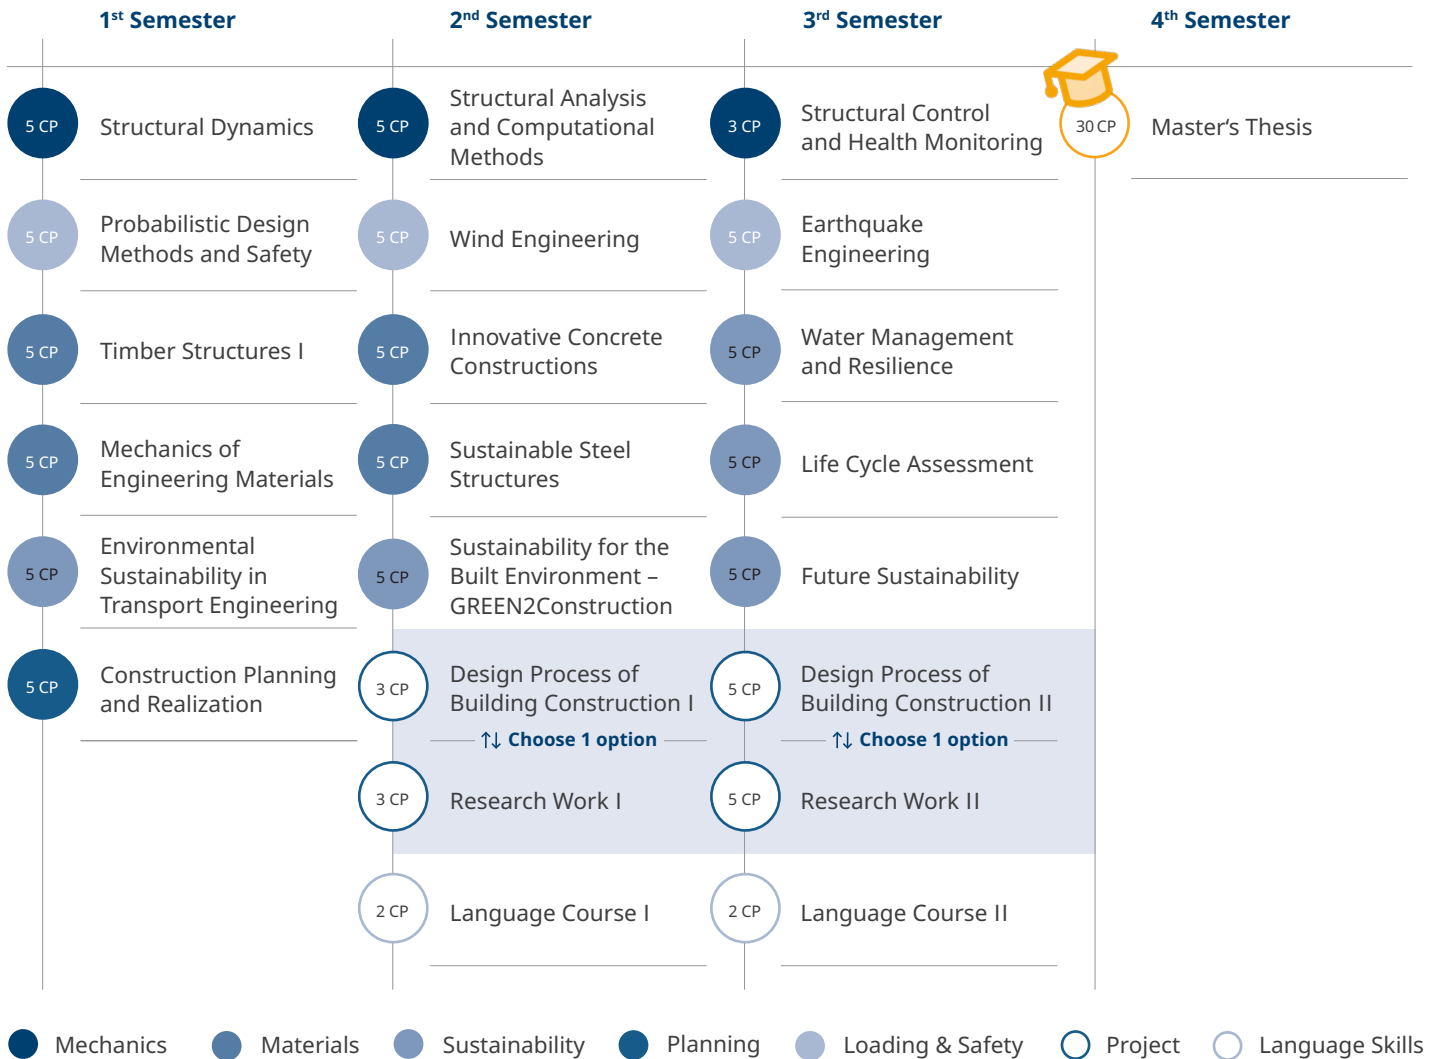 1st Semester
2nd Semester
3rd Semester
4th Semester
5 CP
Structural Dynamics
5 CP
Probabilistic Design
Methods and Safety
5 CP
Timber Structures I
5 CP
Mechanics of
Engineering Materials
5 CP
Environmental
Sustainability in
Transport Engineering
5 CP
Construction Planning
and Realization
5 CP
Structural Analysis
and Computational
Methods
5 CP
Wind Engineering
5 CP
Innovative Concrete
Constructions
5 CP
Sustainable Steel
Structures
5 CP
Sustainability for the
Built Environment –
GREEN2Construction
3 CP
Design Process of
Building Construction I
↑↓ Choose 1 option
3 CP
Research Work I
2 CP
Language Course I
3 CP
Structural Control
and Health Monitoring
5 CP
Earthquake
Engineering
5 CP
Water Management
and Resilience
5 CP
Life Cycle Assessment
5 CP
Future Sustainability
5 CP
Design Process of
Building Construction II
↑↓ Choose 1 option
5 CP
Research Work II
2 CP
Language Course II
30 CP
Master‘s Thesis
Mechanics
Materials
Sustainability
Planning
Loading & Safety
Project
Language Skills